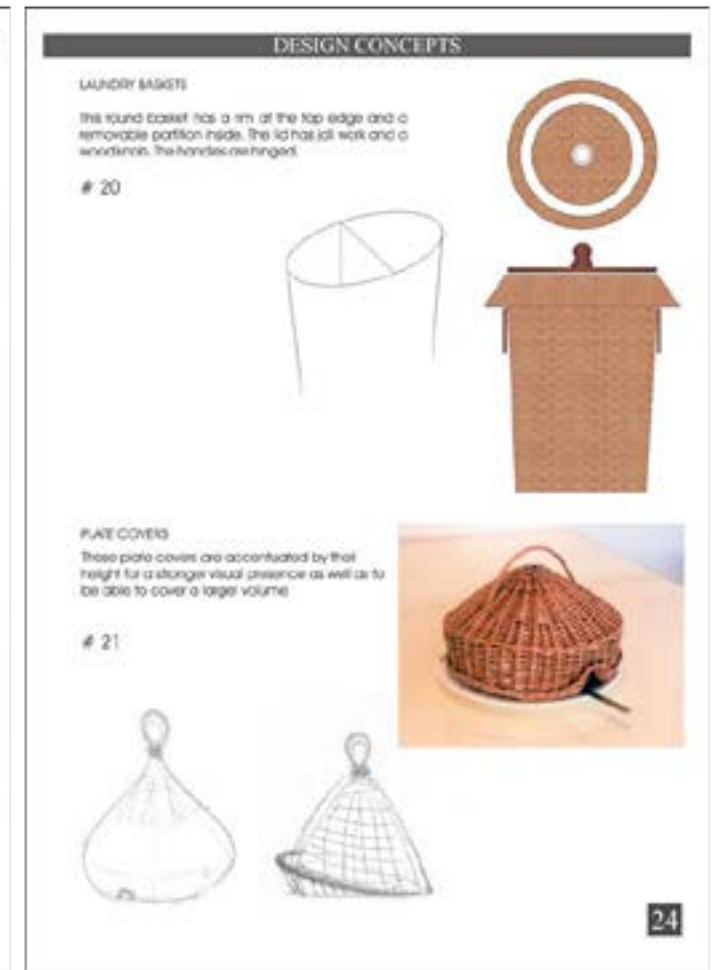 DESIGN CONCEPTS
LAUNDRY BASKETS
This round basket has a rim at the top edge and a
removable partition inside. The lid has jali work and a
woodknob. The handles are hinged.
# 20
PLATE COVERS
These plate covers are accentuated by their
height for a stronger visual presence as well as to
be able to cover a larger volume
# 21
24